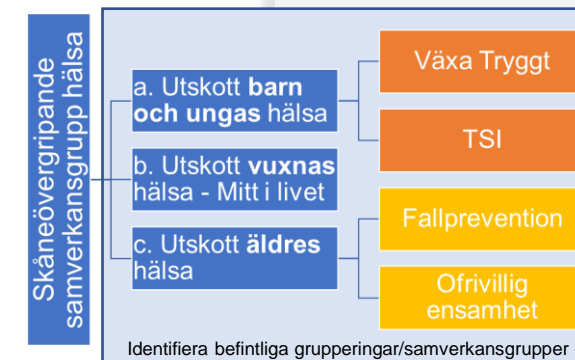 Skåneövergripande
samverkansgrupp hälsa
a. Utskott barn
och ungas hälsa
Växa Tryggt
TSI
b. Utskott vuxnas
hälsa - Mitt i livet
c. Utskott äldres
hälsa
Fallprevention
Ofrivillig
ensamhet
Identifiera befintliga grupperingar/samverkansgrupper